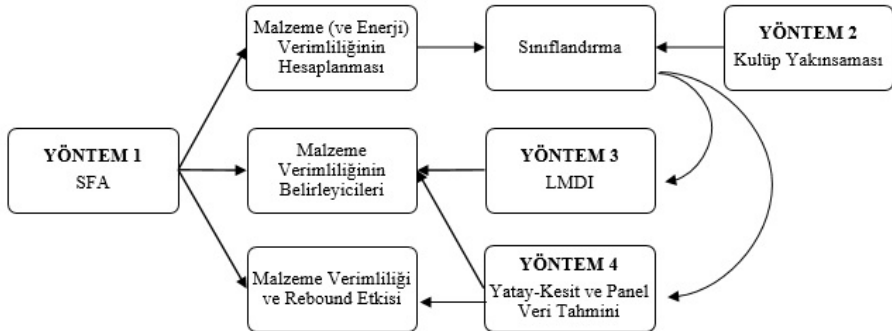 Malzeme (ve Enerji)
Verimliliğinin
Hesaplanması
Sınıflandırma
YÖNTEM 2
Kulüp Yakınsaması
YÖNTEM 1
SFA
Malzeme
Verimliliğinin
Belirleyicileri
YÖNTEM 3
LMDI
Malzeme Verimliliği
ve Rebound Etkisi
YÖNTEM 4
Yatay-Kesit ve Panel
Veri Tahmini